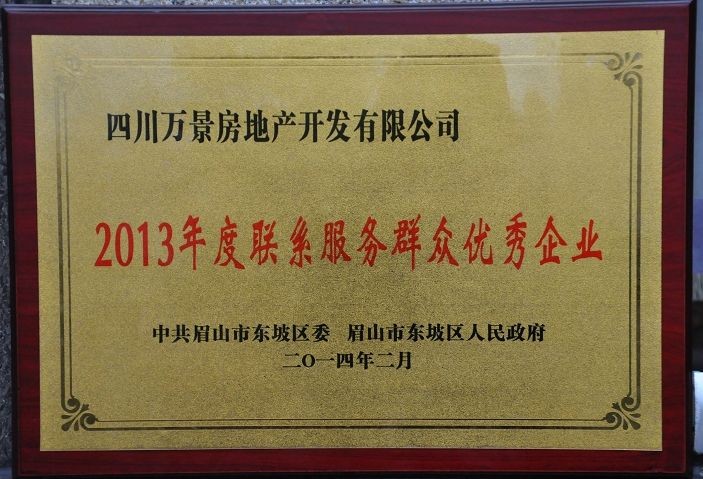 四川万景房地产开发有限公司
2013年度联系服务群众优秀企业
中共眉山市东坡区委 眉山市东坡区人民政府
二〇一四年二月